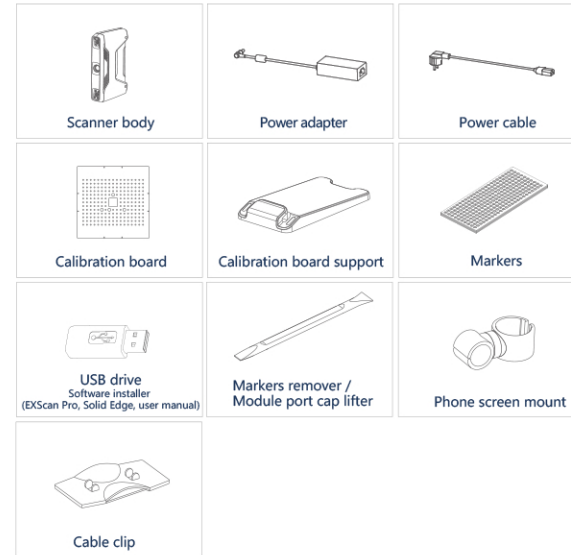 Scanner body
Power adapter
Power cable
Calibration board
Calibration board support
Markers
USB drive
Software installer
(EXScan Pro, Solid Edge, user manual)
Markers remover /
Module port cap lifter
Phone screen mount
Cable clip